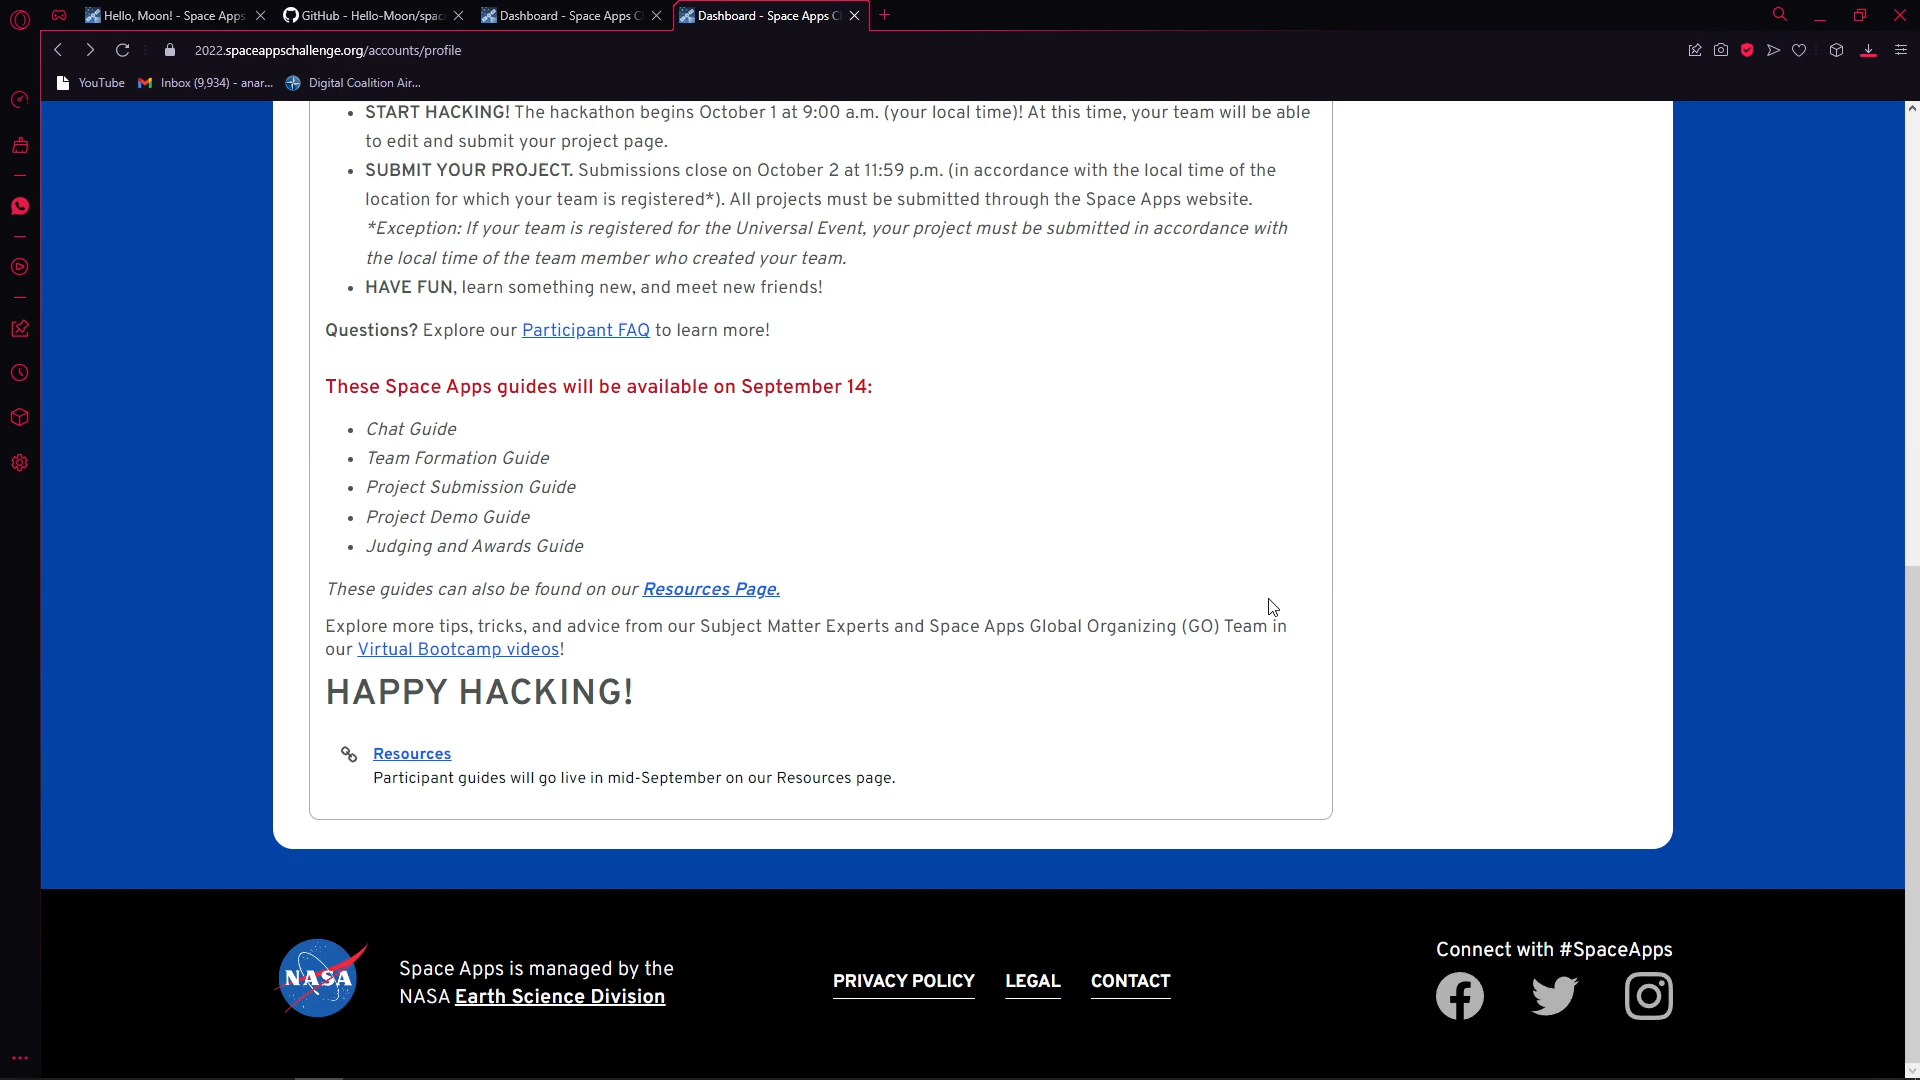 Hello, Moon! - Space Apps
GitHub - Hello-Moon/spac
Dashboard - Space Apps C
Dashboard - Space Apps C
2022.spaceappschallenge.org/accounts/profile
YouTube
Inbox (9,934) - anar...
Digital Coalition Air...
• START HACKING! The hackathon begins October 1 at 9:00 a.m. (your local time)! At this time, your team will be able
to edit and submit your project page.
• SUBMIT YOUR PROJECT. Submissions close on October 2 at 11:59 p.m. (in accordance with the local time of the
location for which your team is registered*). All projects must be submitted through the Space Apps website.
*Exception: If your team is registered for the Universal Event, your project must be submitted in accordance with
the local time of the team member who created your team.
• HAVE FUN, learn something new, and meet new friends!
Questions? Explore our Participant FAQ to learn more!
These Space Apps guides will be available on September 14:
• Chat Guide
• Team Formation Guide
• Project Submission Guide
• Project Demo Guide
• Judging and Awards Guide
These guides can also be found on our Resources Page.
Explore more tips, tricks, and advice from our Subject Matter Experts and Space Apps Global Organizing (GO) Team in
our Virtual Bootcamp videos!
HAPPY HACKING!
Resources
Participant guides will go live in mid-September on our Resources page.
NASA
Space Apps is managed by the
NASA Earth Science Division
PRIVACY POLICY
LEGAL
CONTACT
Connect with #SpaceApps